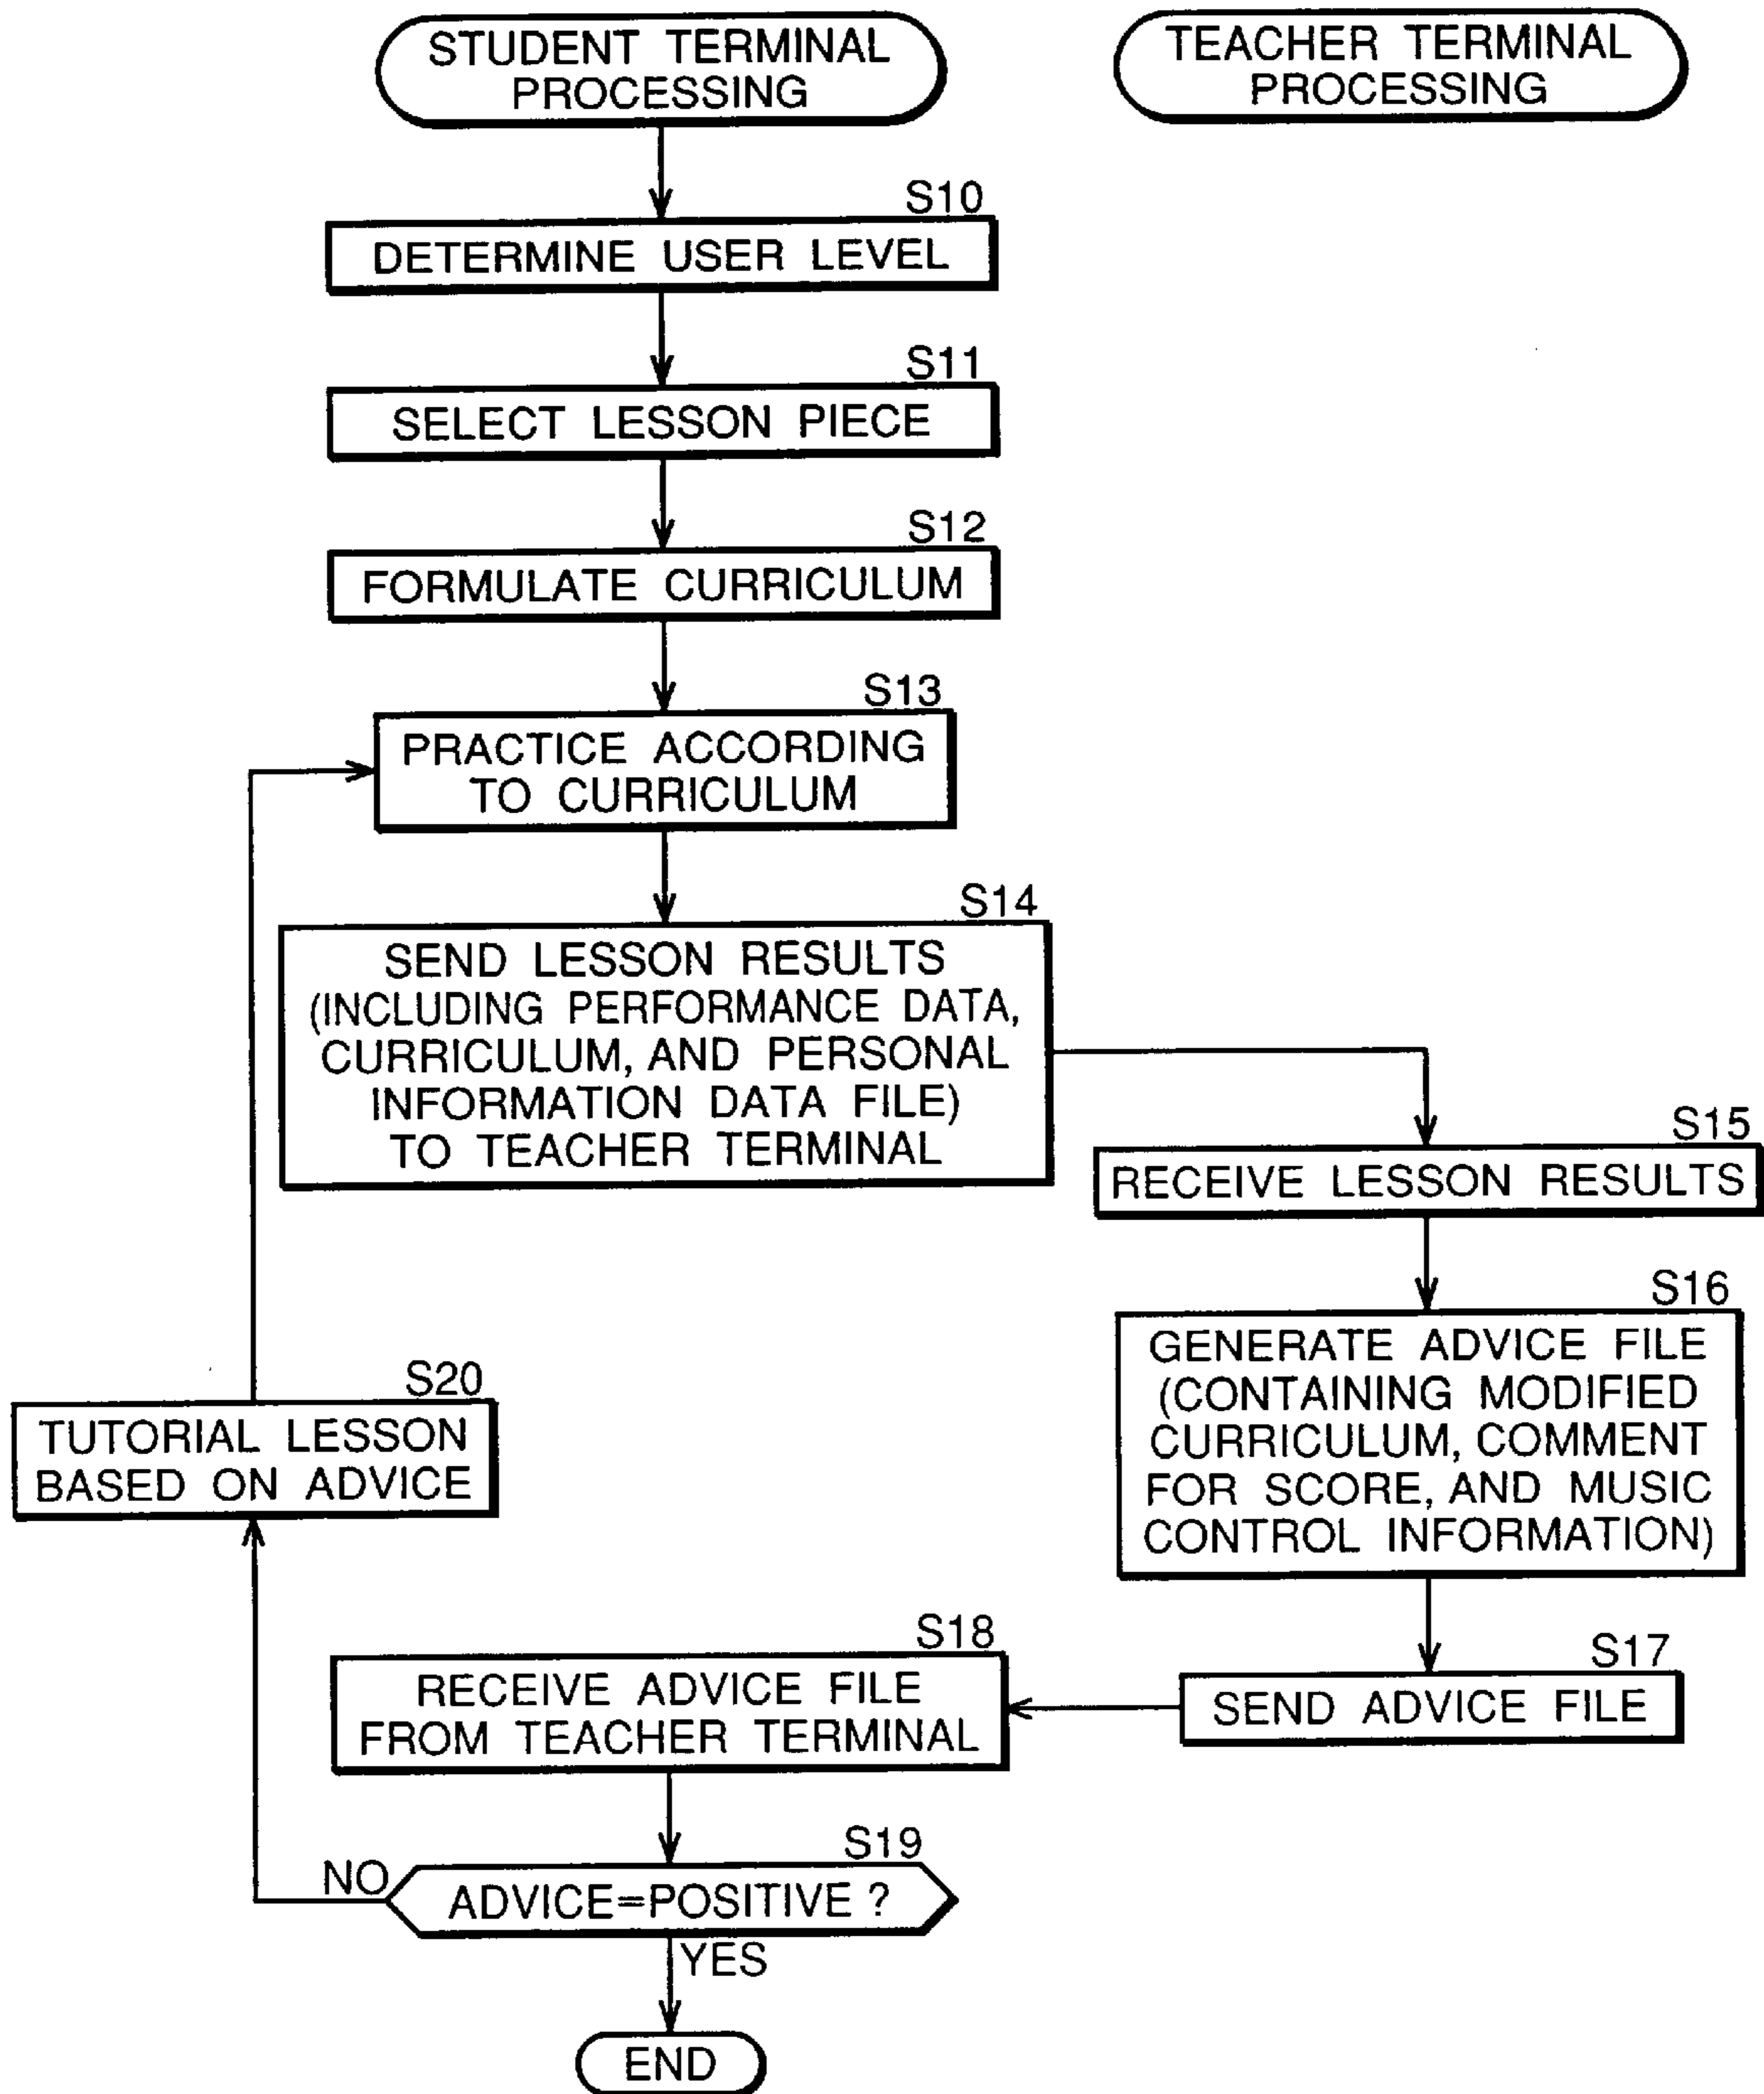 STUDENT TERMINAL
PROCESSING
TEACHER TERMINAL
PROCESSING
S10
DETERMINE USER LEVEL
S11
SELECT LESSON PIECE
S12
FORMULATE CURRICULUM
S13
PRACTICE ACCORDING
TO CURRICULUM
S14
SEND LESSON RESULTS
(INCLUDING PERFORMANCE DATA,
CURRICULUM, AND PERSONAL
INFORMATION DATA FILE)
TO TEACHER TERMINAL
S15
RECEIVE LESSON RESULTS
S16
GENERATE ADVICE FILE
(CONTAINING MODIFIED
CURRICULUM, COMMENT
FOR SCORE, AND MUSIC
CONTROL INFORMATION)
S17
SEND ADVICE FILE
S18
RECEIVE ADVICE FILE
FROM TEACHER TERMINAL
S19
ADVICE=POSITIVE ?
NO
YES
S20
TUTORIAL LESSON
BASED ON ADVICE
END